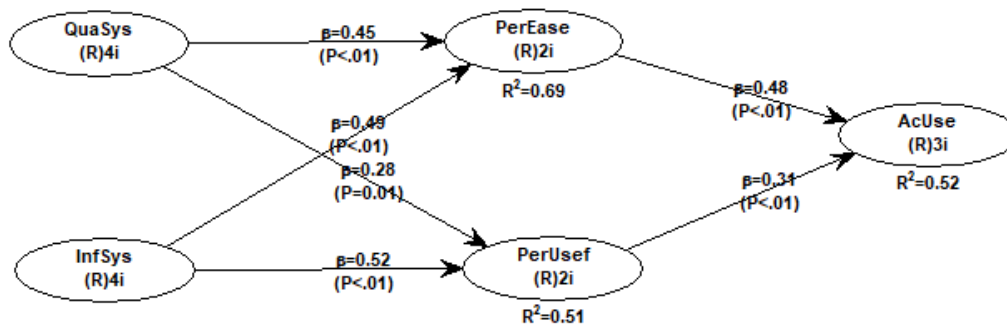 QuaSys
(R)4i
β=0.45
(P<.01)
PerEase
(R)2i
R²=0.69
β=0.48
(P<.01)
AcUse
(R)3i
R²=0.52
β=0.49
(P<.01)
β=0.28
(P=0.01)
β=0.31
(P<.01)
InfSys
(R)4i
β=0.52
(P<.01)
PerUsef
(R)2i
R²=0.51